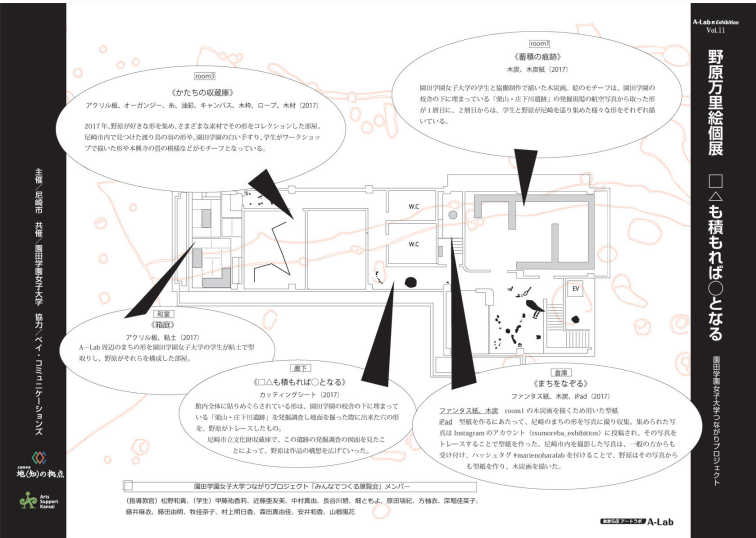 A-Lab Exhibition
Vol.11
野原万里絵個展 □△も積もれば○となる
園田学園女子大学つながりプロジェクト
room1
《蓄積の痕跡》
木炭、木炭紙（2017）
園田学園女子大学の学生と協働制作で描いた木炭画。絵のモチーフは、園田学園の
校舎の下に埋まっている「栗山・庄下川遺跡」の発掘現場の航空写真から取った形
が1層目に、2層目からは、学生と野原が尼崎を巡り集めた様々な形をそれぞれ描
いている。
room3
《かたちの収蔵庫》
アクリル板、オーガンジー、糸、油彩、キャンバス、木枠、ロープ、木材（2017）
2017年、野原が好きな形を集め、さまざまな素材でその形をコレクションした部屋。
尼崎市内で見つけた渡り鳥の羽の形や、園田学園の白い手すり、学生がワークショッ
プで描いた形や本興寺の畳の模様などがモチーフとなっている。
W.C
W.C
EV
和室
《箱庭》
アクリル板、粘土（2017）
A－Lab 周辺のまちの形を園田学園女子大学の学生が粘土で型
取りし、野原がそれらを構成した部屋。
廊下
《□△も積もれば○となる》
カッティングシート（2017）
館内全体に貼りめぐらされている形は、園田学園の校舎の下に埋まって
いる「栗山・庄下川遺跡」を発掘調査し地面を掘った際に出来た穴の形
を、野原がトレースしたもの。
尼崎市立文化財収蔵庫で、この遺跡の発掘調査の図面を見たこ
とによって、野原は作品の構想を広げていった。
倉庫
《まちをなぞる》
ファンタス紙、木炭、iPad（2017）
ファンタス紙、木炭　room1の木炭画を描くため用いた型紙
iPad　型紙を作るにあたって、尼崎のまちの形を写真に撮り収集。集められた写
真は Instagram のアカウント（tsumoreba_exhibition）に投稿され、その写真を
トレースすることで型紙を作った。尼崎市内を撮影した写真は、一般の方からも
受け付け、ハッシュタグ #marienoharalab を付けることで、野原はその写真から
も型紙を作り、木炭画を描いた。
園田学園女子大学つながりプロジェクト「みんなでつくる展覧会」メンバー
（指導教官）松野和貴、（学生）甲藤祐香莉、近藤亜友美、中村真由、長谷川碧、畑ともよ、原田瑞紀、方柚衣、深堀佳菜子、
藤井麻衣、藤田由明、牧佳奈子、村上明日香、森田真由佳、安井和香、山根風花
主催／尼崎市　共催／園田学園女子大学　協力／ベイ・コミュニケーションズ
地（知）の拠点
Arts
Support
Kansai
アートラボ A-Lab